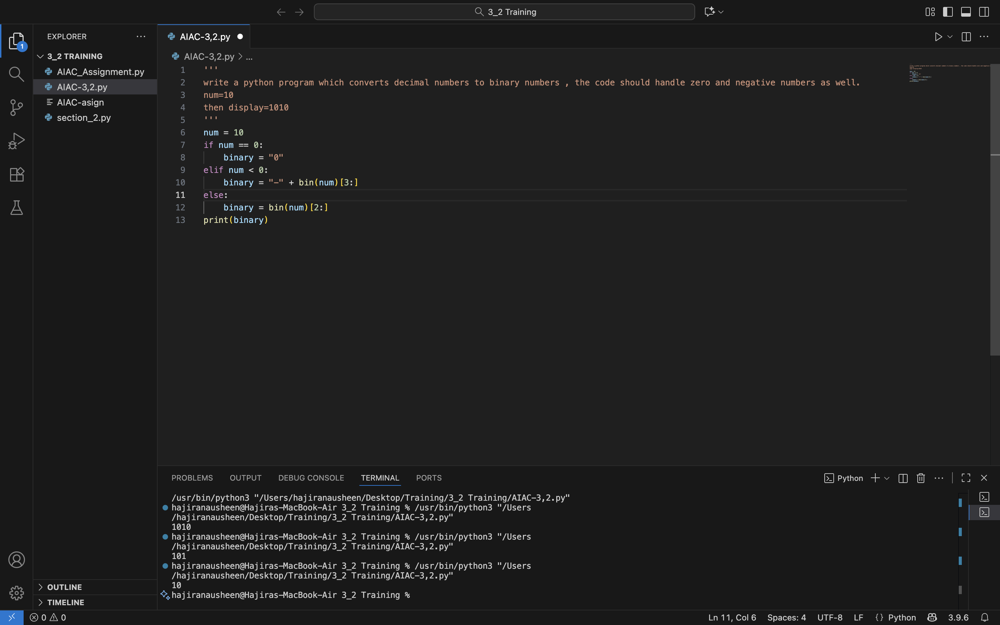 3_2 Training
EXPLORER
1
3_2 TRAINING
AIAC_Assignment.py
AIAC-3,2.py
AIAC-asign
section_2.py
OUTLINE
TIMELINE
AIAC-3,2.py
AIAC-3,2.py > ...
1 '''
2 write a python program which converts decimal numbers to binary numbers , the code should handle zero and negative numbers as well.
3 num=10
4 then display=1010
5 '''
6 num = 10
7 if num == 0:
8     binary = "0"
9 elif num < 0:
10     binary = "-" + bin(num)[3:]
11 else:
12     binary = bin(num)[2:]
13 print(binary)
PROBLEMS OUTPUT DEBUG CONSOLE TERMINAL PORTS
Python
/usr/bin/python3 "/Users/hajiranausheen/Desktop/Training/3_2 Training/AIAC-3,2.py"
hajiranausheen@Hajiras-MacBook-Air 3_2 Training % /usr/bin/python3 "/Users
/hajiranausheen/Desktop/Training/3_2 Training/AIAC-3,2.py"
1010
hajiranausheen@Hajiras-MacBook-Air 3_2 Training % /usr/bin/python3 "/Users
/hajiranausheen/Desktop/Training/3_2 Training/AIAC-3,2.py"
101
hajiranausheen@Hajiras-MacBook-Air 3_2 Training % /usr/bin/python3 "/Users
/hajiranausheen/Desktop/Training/3_2 Training/AIAC-3,2.py"
10
hajiranausheen@Hajiras-MacBook-Air 3_2 Training %
0 0 Ln 11, Col 6 Spaces: 4 UTF-8 LF {} Python 3.9.6